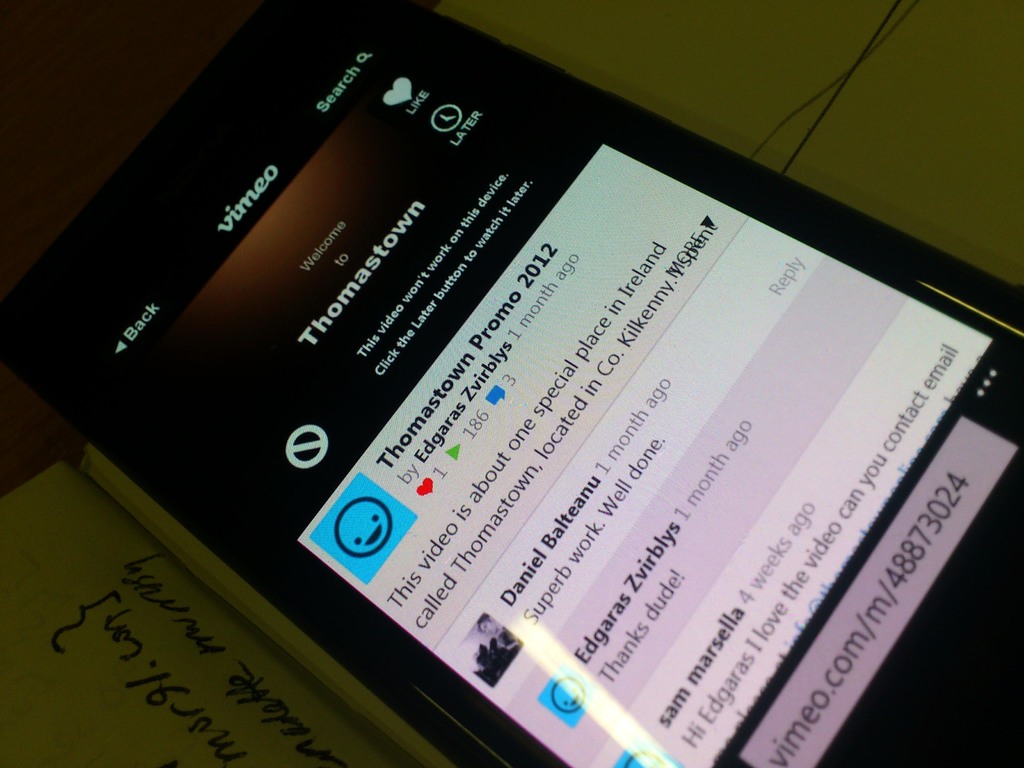 Back
vimeo
Search
Welcome
to
Thomastown
LIKE
LATER
This video won't work on this device.
Click the Later button to watch it later.
Thomastown Promo 2012
by Edgaras Zvirblys 1 month ago
1 186 3
This video is about one special place in Ireland
called Thomastown, located in Co. Kilkenny. I spent
MORE
Daniel Balteanu 1 month ago
Superb work. Well done.
Reply
Edgaras Zvirblys 1 month ago
Thanks dude!
sam marsella 4 weeks ago
Hi Edgaras I love the video can you contact email
vimeo.com/m/48873024